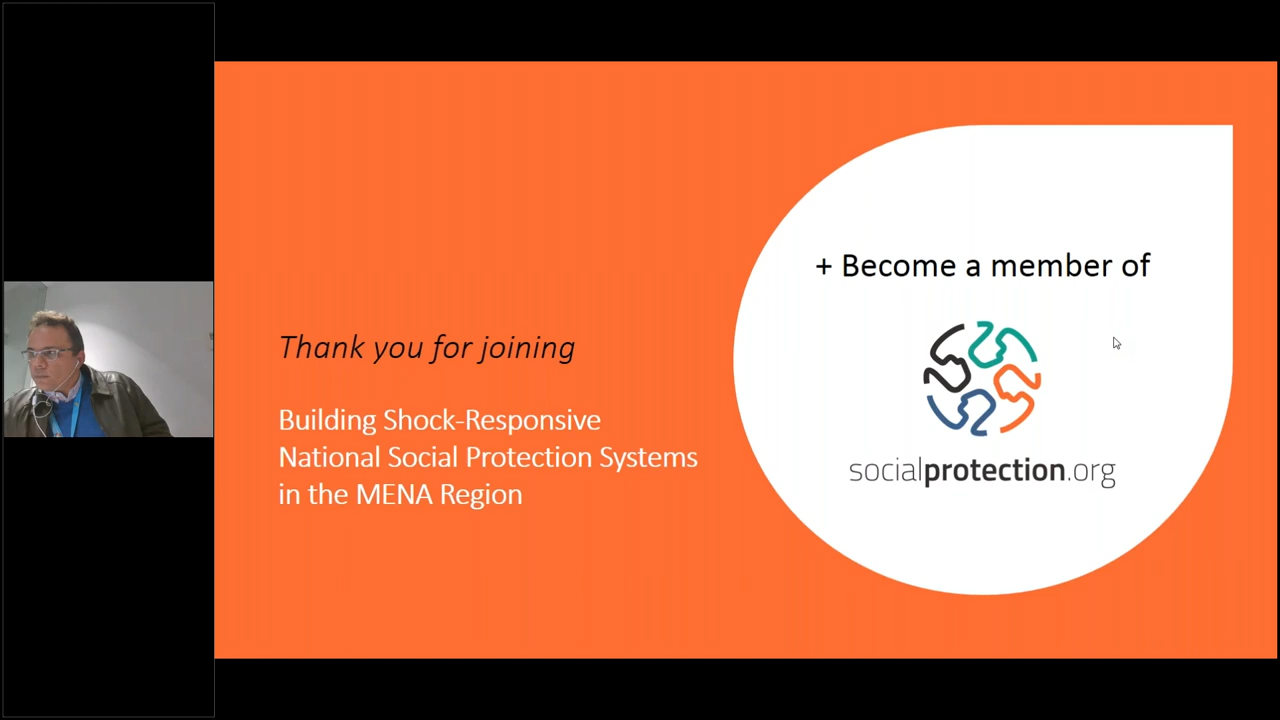 Thank you for joining
Building Shock-Responsive
National Social Protection Systems
in the MENA Region
+ Become a member of
socialprotection.org